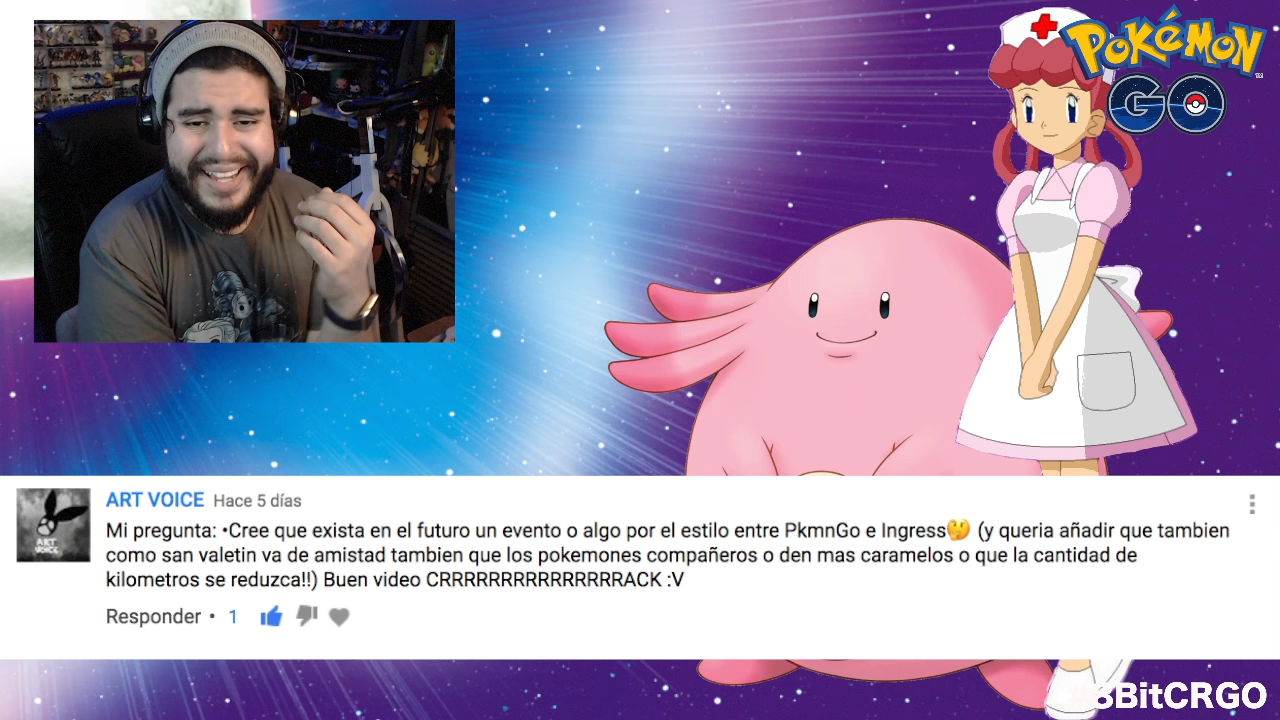 POKÉMON
GO
ART VOICE Hace 5 días
Mi pregunta: •Cree que exista en el futuro un evento o algo por el estilo entre PkmnGo e Ingress🤔 (y queria añadir que tambien
como san valetin va de amistad tambien que los pokemones compañeros o den mas caramelos o que la cantidad de
kilometros se reduzca!!) Buen video CRRRRRRRRRRRRRRRACK :V
Responder • 1
ART
VOICE
#8BitCRGO